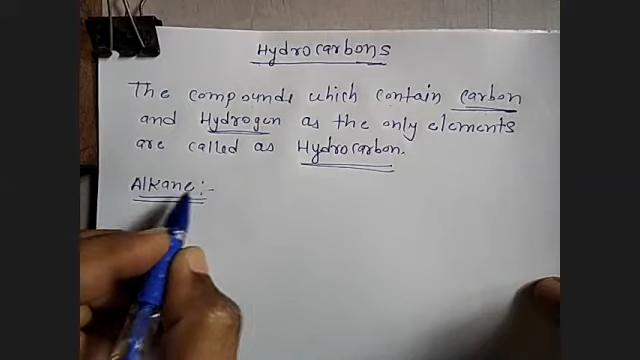 Hydrocarbons
The compounds which contain carbon
and Hydrogen as the only elements
are called as Hydrocarbon.
Alkane:-